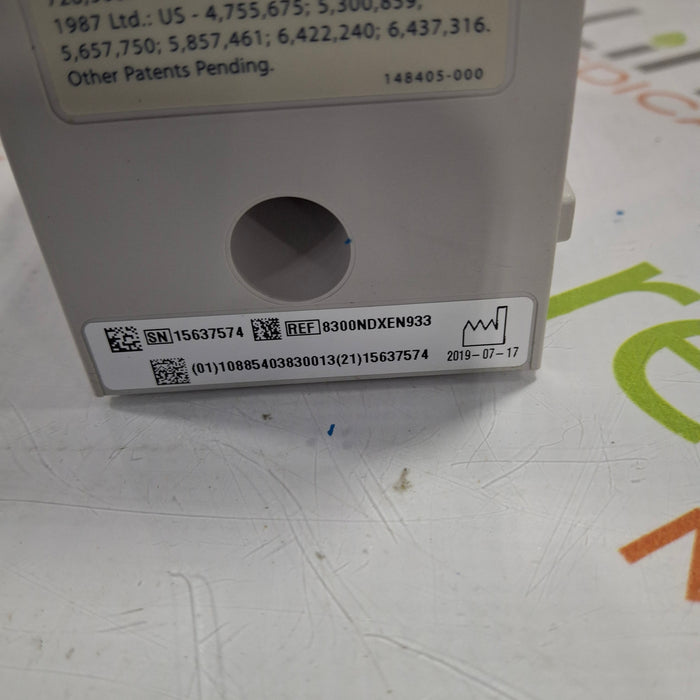 1987 Ltd.: US - 4,755,675; 5,300,859;
5,657,750; 5,857,461; 6,422,240; 6,437,316.
Other Patents Pending.
148405-000
SN 15637574
REF 8300NDXEN933
2019-07-17
(01)10885403830013(21)15637574